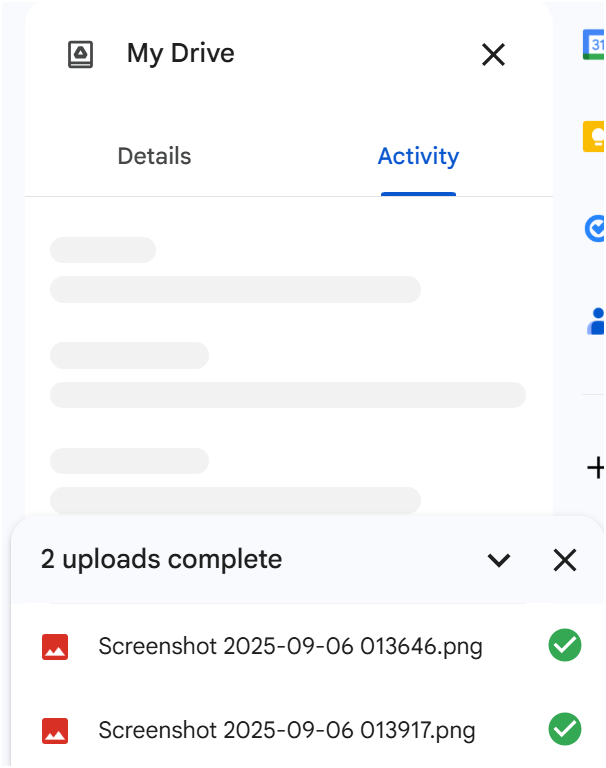 My Drive
31
Details
Activity
2 uploads complete
Screenshot 2025-09-06 013646.png
Screenshot 2025-09-06 013917.png